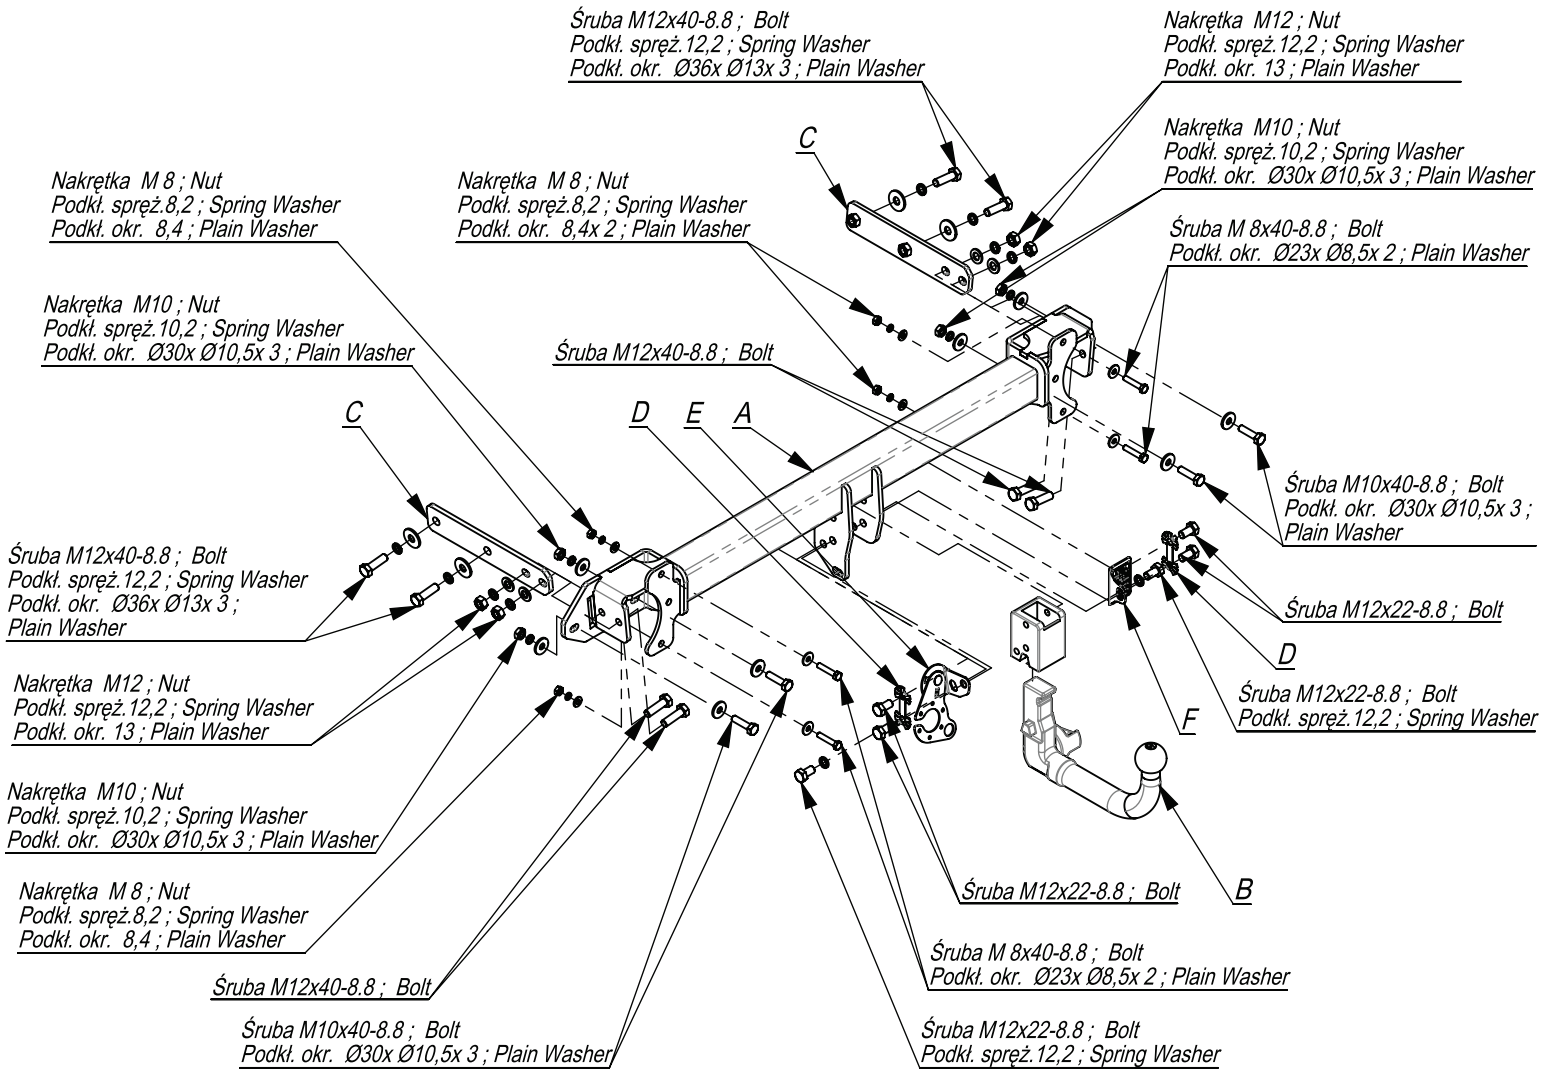 Śruba M12x40-8.8 ; Bolt
Podkł. spręż.12,2 ; Spring Washer
Podkł. okr. Ø36x Ø13x 3 ; Plain Washer
Nakrętka M12 ; Nut
Podkł. spręż.12,2 ; Spring Washer
Podkł. okr. 13 ; Plain Washer
C
Nakrętka M10 ; Nut
Podkł. spręż.10,2 ; Spring Washer
Podkł. okr. Ø30x Ø10,5x 3 ; Plain Washer
Nakrętka M 8 ; Nut
Podkł. spręż.8,2 ; Spring Washer
Podkł. okr. 8,4 ; Plain Washer
Nakrętka M 8 ; Nut
Podkł. spręż.8,2 ; Spring Washer
Podkł. okr. 8,4x 2 ; Plain Washer
Śruba M 8x40-8.8 ; Bolt
Podkł. okr. Ø23x Ø8,5x 2 ; Plain Washer
Nakrętka M10 ; Nut
Podkł. spręż.10,2 ; Spring Washer
Podkł. okr. Ø30x Ø10,5x 3 ; Plain Washer
Śruba M12x40-8.8 ; Bolt
C
D
E
A
Śruba M10x40-8.8 ; Bolt
Podkł. okr. Ø30x Ø10,5x 3 ;
Plain Washer
Śruba M12x40-8.8 ; Bolt
Podkł. spręż.12,2 ; Spring Washer
Podkł. okr. Ø36x Ø13x 3 ;
Plain Washer
Śruba M12x22-8.8 ; Bolt
D
Nakrętka M12 ; Nut
Podkł. spręż.12,2 ; Spring Washer
Podkł. okr. 13 ; Plain Washer
Śruba M12x22-8.8 ; Bolt
Podkł. spręż.12,2 ; Spring Washer
F
Nakrętka M10 ; Nut
Podkł. spręż.10,2 ; Spring Washer
Podkł. okr. Ø30x Ø10,5x 3 ; Plain Washer
Nakrętka M 8 ; Nut
Podkł. spręż.8,2 ; Spring Washer
Podkł. okr. 8,4 ; Plain Washer
Śruba M12x22-8.8 ; Bolt
B
Śruba M 8x40-8.8 ; Bolt
Podkł. okr. Ø23x Ø8,5x 2 ; Plain Washer
Śruba M12x40-8.8 ; Bolt
Śruba M10x40-8.8 ; Bolt
Podkł. okr. Ø30x Ø10,5x 3 ; Plain Washer
Śruba M12x22-8.8 ; Bolt
Podkł. spręż.12,2 ; Spring Washer